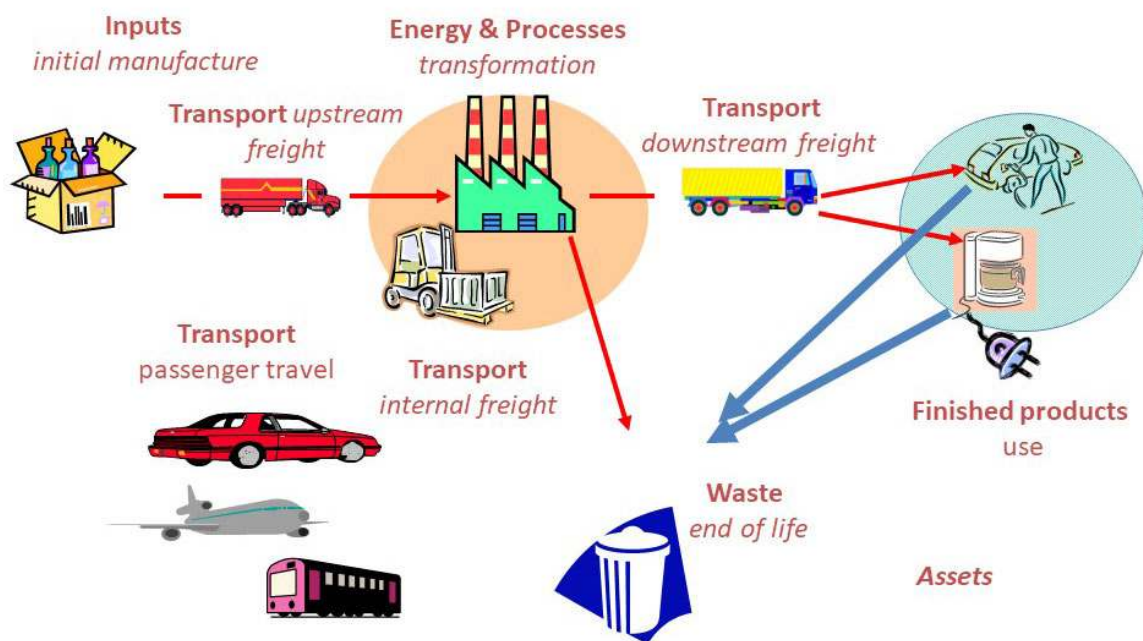 Inputs
initial manufacture
Energy & Processes
transformation
Transport upstream
freight
Transport
downstream freight
Transport
passenger travel
Transport
internal freight
Finished products
use
Waste
end of life
Assets